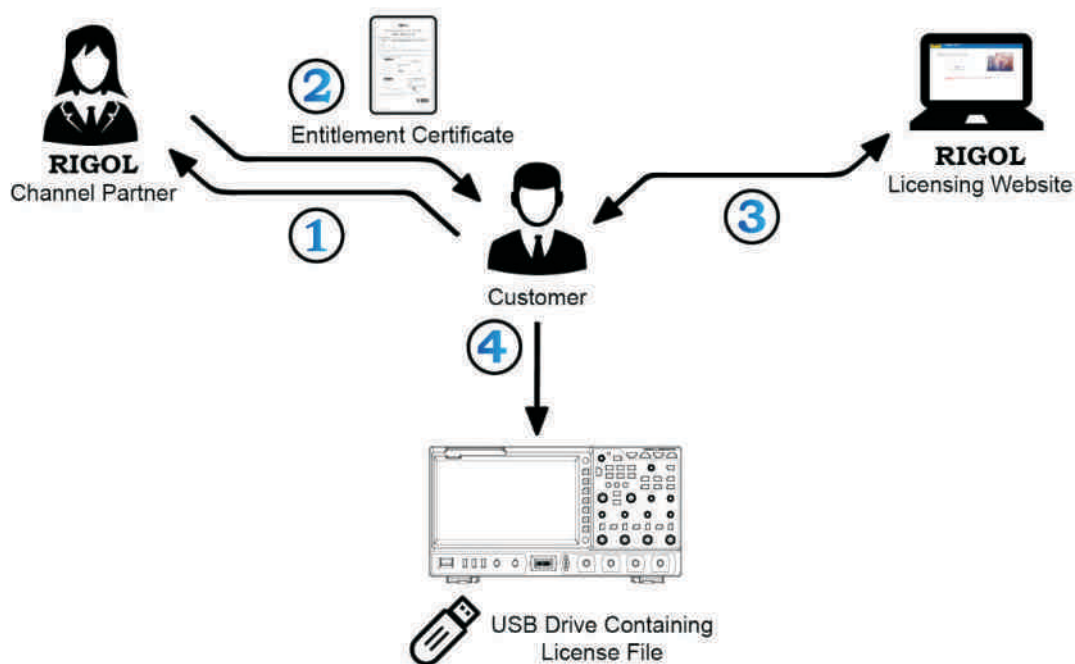 2
Entitlement Certificate
RIGOL
Channel Partner
1
RIGOL
Licensing Website
3
Customer
4
USB Drive Containing
License File